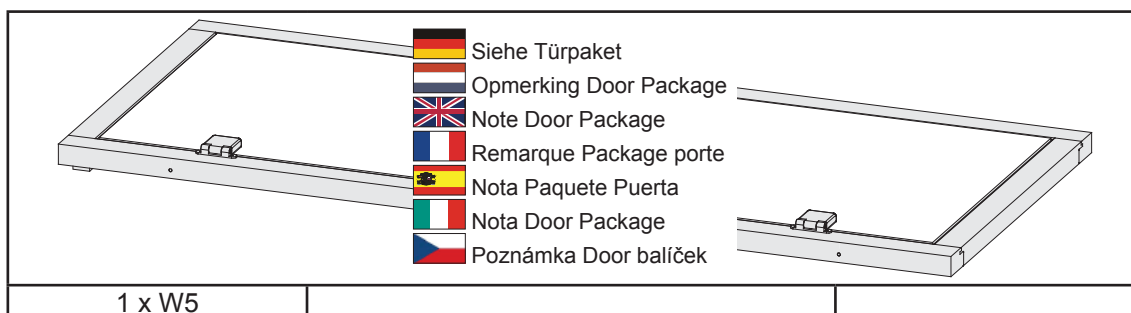 Siehe Türpaket
Opmerking Door Package
Note Door Package
Remarque Package porte
Nota Paquete Puerta
Nota Door Package
Poznámka Door balíček
1 x W5